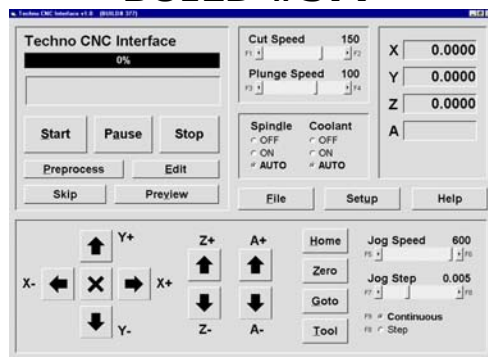 BUILD #377
Techno CNC Interface v1.0 (BUILD# 377)
Techno CNC Interface
0%
Start Pause Stop
Preprocess Edit
Skip Preview
Cut Speed 150
F1 F2
Plunge Speed 100
F3 F4
Spindle Coolant
OFF OFF
ON ON
AUTO AUTO
X 0.0000
Y 0.0000
Z 0.0000
A
File Setup Help
Y+
X- X+
Y-
Z+ A+
Z- A-
Home
Zero
Goto
Tool
Jog Speed 600
F5 F6
Jog Step 0.005
F7 F8
F9 Continuous
Step